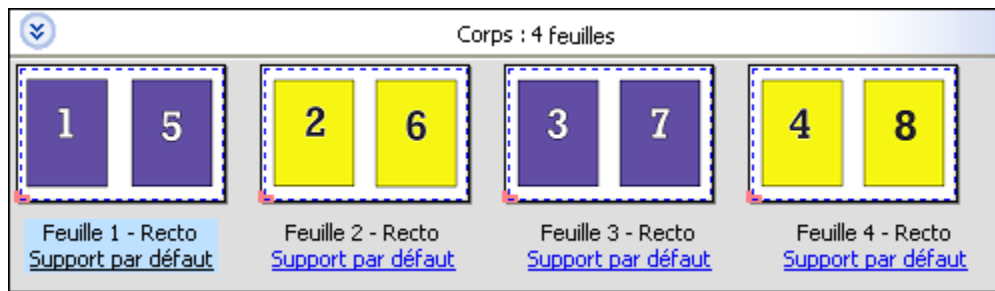 Corps : 4 feuilles
1 5 2 6 3 7 4 8
Feuille 1 - Recto Feuille 2 - Recto Feuille 3 - Recto Feuille 4 - Recto
Support par défaut Support par défaut Support par défaut Support par défaut